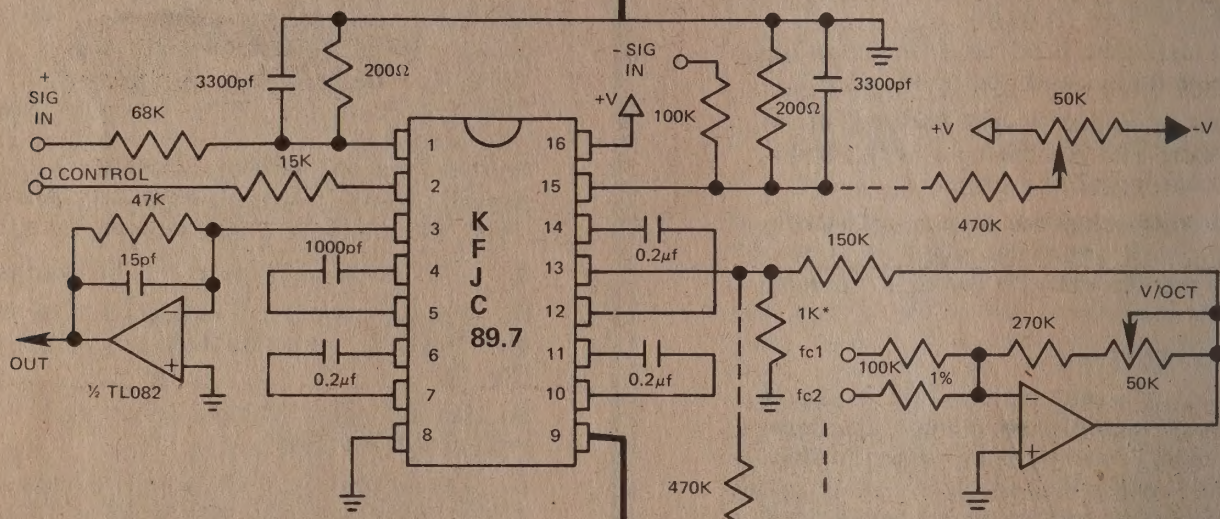 +
SIG
IN
68K
3300pf
200Ω
– SIG
IN
+V
100K
200Ω
3300pf
50K
+V
-V
470K
Q CONTROL
15K
47K
15pf
1000pf
0.2μf
OUT
½ TL082
1
2
3
4
5
6
7
8
K
F
J
C
89.7
16
15
14
13
12
11
10
9
0.2μf
0.2μf
150K
V/OCT
1K*
fc1
100K
1%
fc2
270K
50K
470K
–
+
–
+